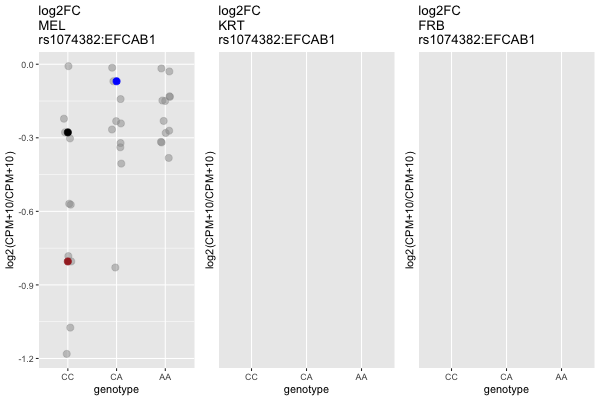 log2FC
MEL
rs1074382:EFCAB1
log2FC
KRT
rs1074382:EFCAB1
log2FC
FRB
rs1074382:EFCAB1
log2(CPM+10/CPM+10)
0.0
-0.3
-0.6
-0.9
-1.2
CC
CA
AA
genotype
log2(CPM+10/CPM+10)
CC
CA
AA
genotype
log2(CPM+10/CPM+10)
CC
CA
AA
genotype